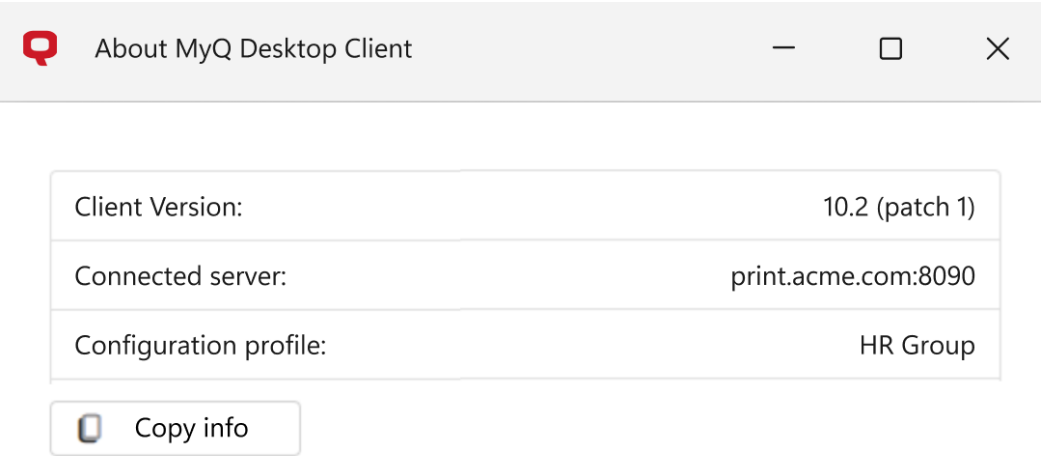 About MyQ Desktop Client
Client Version: 10.2 (patch 1)
Connected server: print.acme.com:8090
Configuration profile: HR Group
Copy info